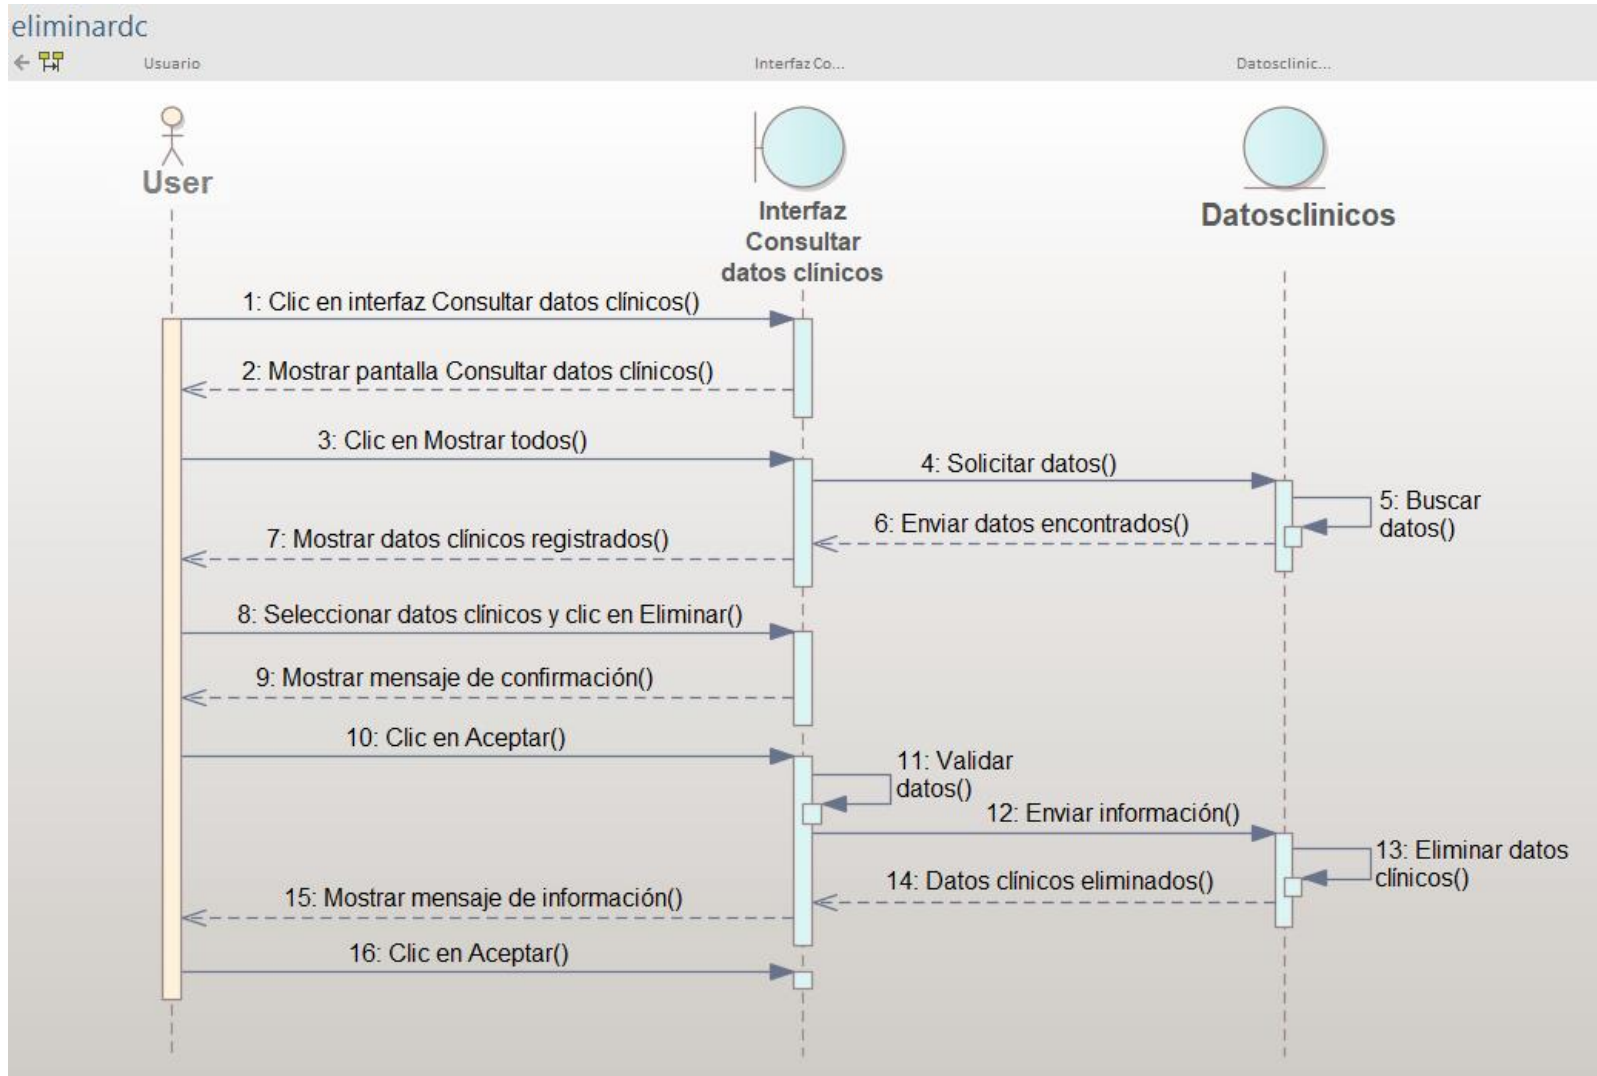 eliminardc
Usuario
Interfaz Co...
Datosclinic...
User
Interfaz
Consultar
datos clínicos
Datosclinicos
1: Clic en interfaz Consultar datos clínicos()
2: Mostrar pantalla Consultar datos clínicos()
3: Clic en Mostrar todos()
4: Solicitar datos()
5: Buscar
datos()
6: Enviar datos encontrados()
7: Mostrar datos clínicos registrados()
8: Seleccionar datos clínicos y clic en Eliminar()
9: Mostrar mensaje de confirmación()
10: Clic en Aceptar()
11: Validar
datos()
12: Enviar información()
13: Eliminar datos
clínicos()
14: Datos clínicos eliminados()
15: Mostrar mensaje de información()
16: Clic en Aceptar()